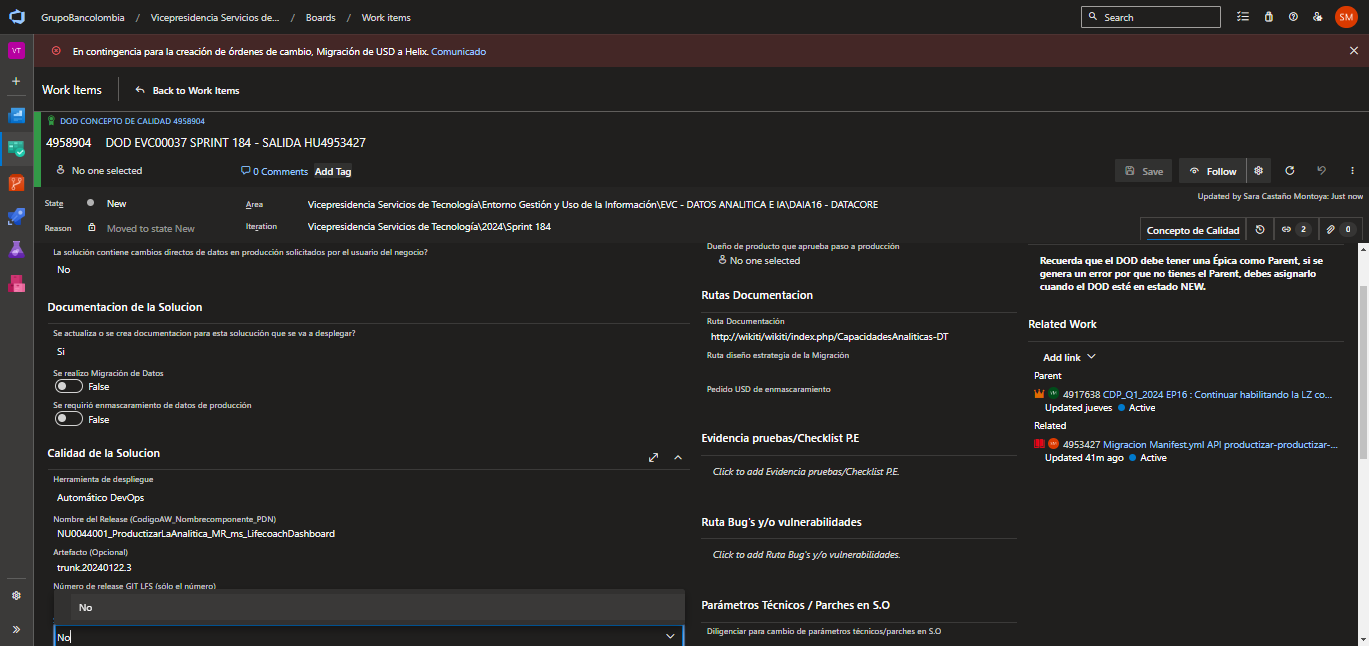 GrupoBancolombia / Vicepresidencia Servicios de... / Boards / Work items
Search
SM
VT
En contingencia para la creación de órdenes de cambio, Migración de USD a Helix. Comunicado
Work Items
Back to Work Items
DOD CONCEPTO DE CALIDAD 4958904
4958904 DOD EVC00037 SPRINT 184 - SALIDA HU4953427
No one selected
0 Comments
Add Tag
Save
Follow
State
New
Area
Vicepresidencia Servicios de Tecnología\Entorno Gestión y Uso de la Información\EVC - DATOS ANALITICA E IA\DAIA16 - DATACORE
Updated by Sara Castaño Montoya: Just now
Reason
Moved to state New
Iteration
Vicepresidencia Servicios de Tecnología\2024\Sprint 184
Concepto de Calidad
2
0
La solución contiene cambios directos de datos en producción solicitados por el usuario del negocio?
No
Documentacion de la Solucion
Se actualiza o se crea documentacion para esta solucución que se va a desplegar?
Si
Se realizo Migración de Datos
False
Se requirió enmascaramiento de datos de producción
False
Calidad de la Solucion
Herramienta de despliegue
Automático DevOps
Nombre del Release (CodigoAW_Nombrecomponente_PDN)
NU0044001_ProductizarLaAnalitica_MR_ms_LifecoachDashboard
Artefacto (Opcional)
trunk.20240122.3
Número de release GIT LFS (sólo el número)
No
No
Dueño de producto que aprueba paso a producción
No one selected
Rutas Documentacion
Ruta Documentación
http://wikiti/wikiti/index.php/CapacidadesAnaliticas-DT
Ruta diseño estrategia de la Migración
Pedido USD de enmascaramiento
Evidencia pruebas/Checklist P.E
Click to add Evidencia pruebas/Checklist P.E.
Ruta Bug's y/o vulnerabilidades
Click to add Ruta Bug's y/o vulnerabilidades.
Parámetros Técnicos / Parches en S.O
Diligenciar para cambio de parámetros técnicos/parches en S.O
Recuerda que el DOD debe tener una Épica como Parent, si se
genera un error por que no tienes el Parent, debes asignarlo
cuando el DOD esté en estado NEW.
Related Work
Add link
Parent
4917638 CDP_Q1_2024 EP16 : Continuar habilitando la LZ co...
Updated jueves Active
Related
4953427 Migracion Manifest.yml API productizar-productizar-...
Updated 41m ago Active